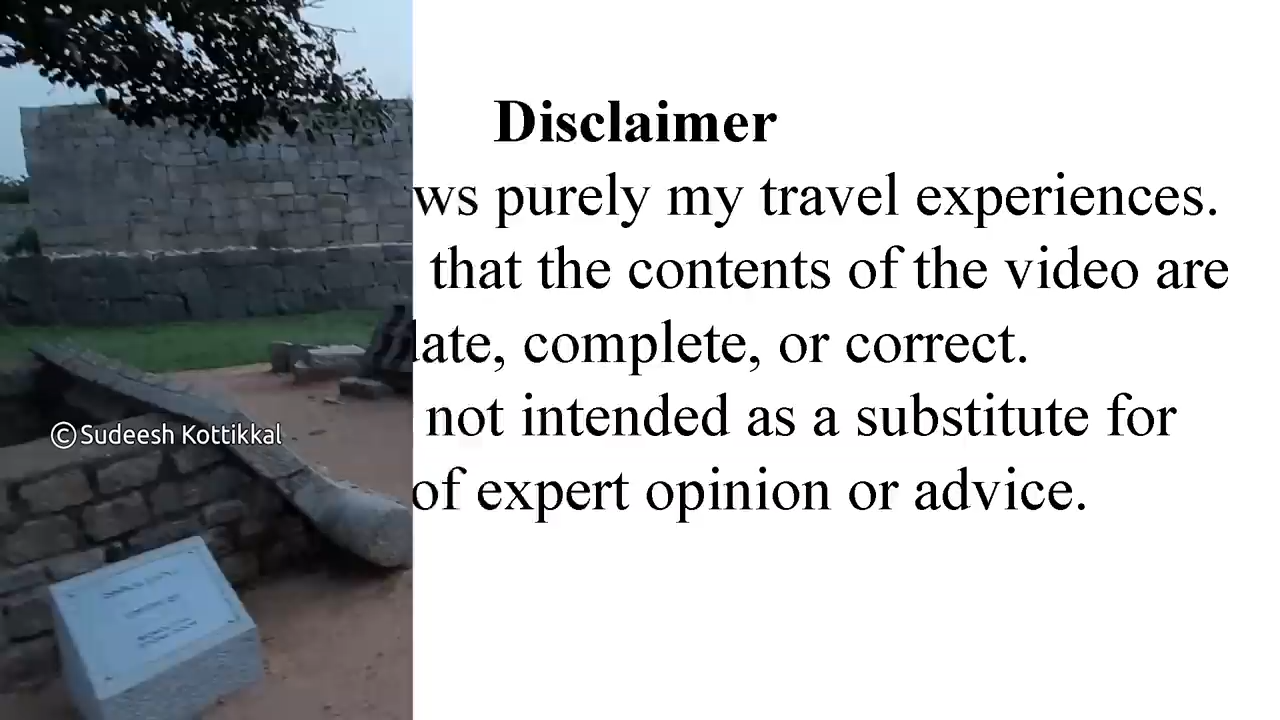 Disclaimer
ws purely my travel experiences.
that the contents of the video are
late, complete, or correct.
not intended as a substitute for
of expert opinion or advice.
©Sudeesh Kottikkal